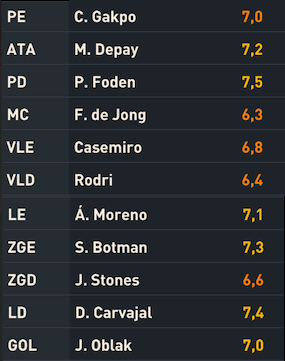 PE C. Gakpo 7,0
ATA M. Depay 7,2
PD P. Foden 7,5
MC F. de Jong 6,3
VLE Casemiro 6,8
VLD Rodri 6,4
LE Á. Moreno 7,1
ZGE S. Botman 7,3
ZGD J. Stones 6,6
LD D. Carvajal 7,4
GOL J. Oblak 7,0